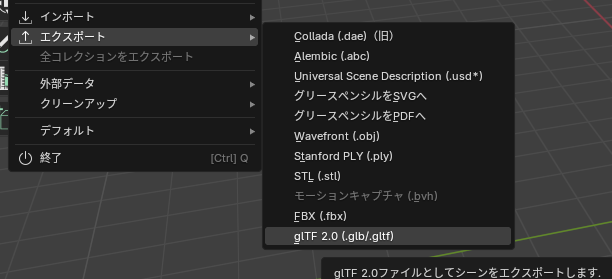 インポート
エクスポート
全コレクションをエクスポート
外部データ
クリーンアップ
デフォルト
終了 [Ctrl] Q
Collada (.dae)（旧）
Alembic (.abc)
Universal Scene Description (.usd*)
グリースペンシルをSVGへ
グリースペンシルをPDFへ
Wavefront (.obj)
Stanford PLY (.ply)
STL (.stl)
モーションキャプチャ (.bvh)
FBX (.fbx)
glTF 2.0 (.glb/.gltf)
glTF 2.0ファイルとしてシーンをエクスポートします.